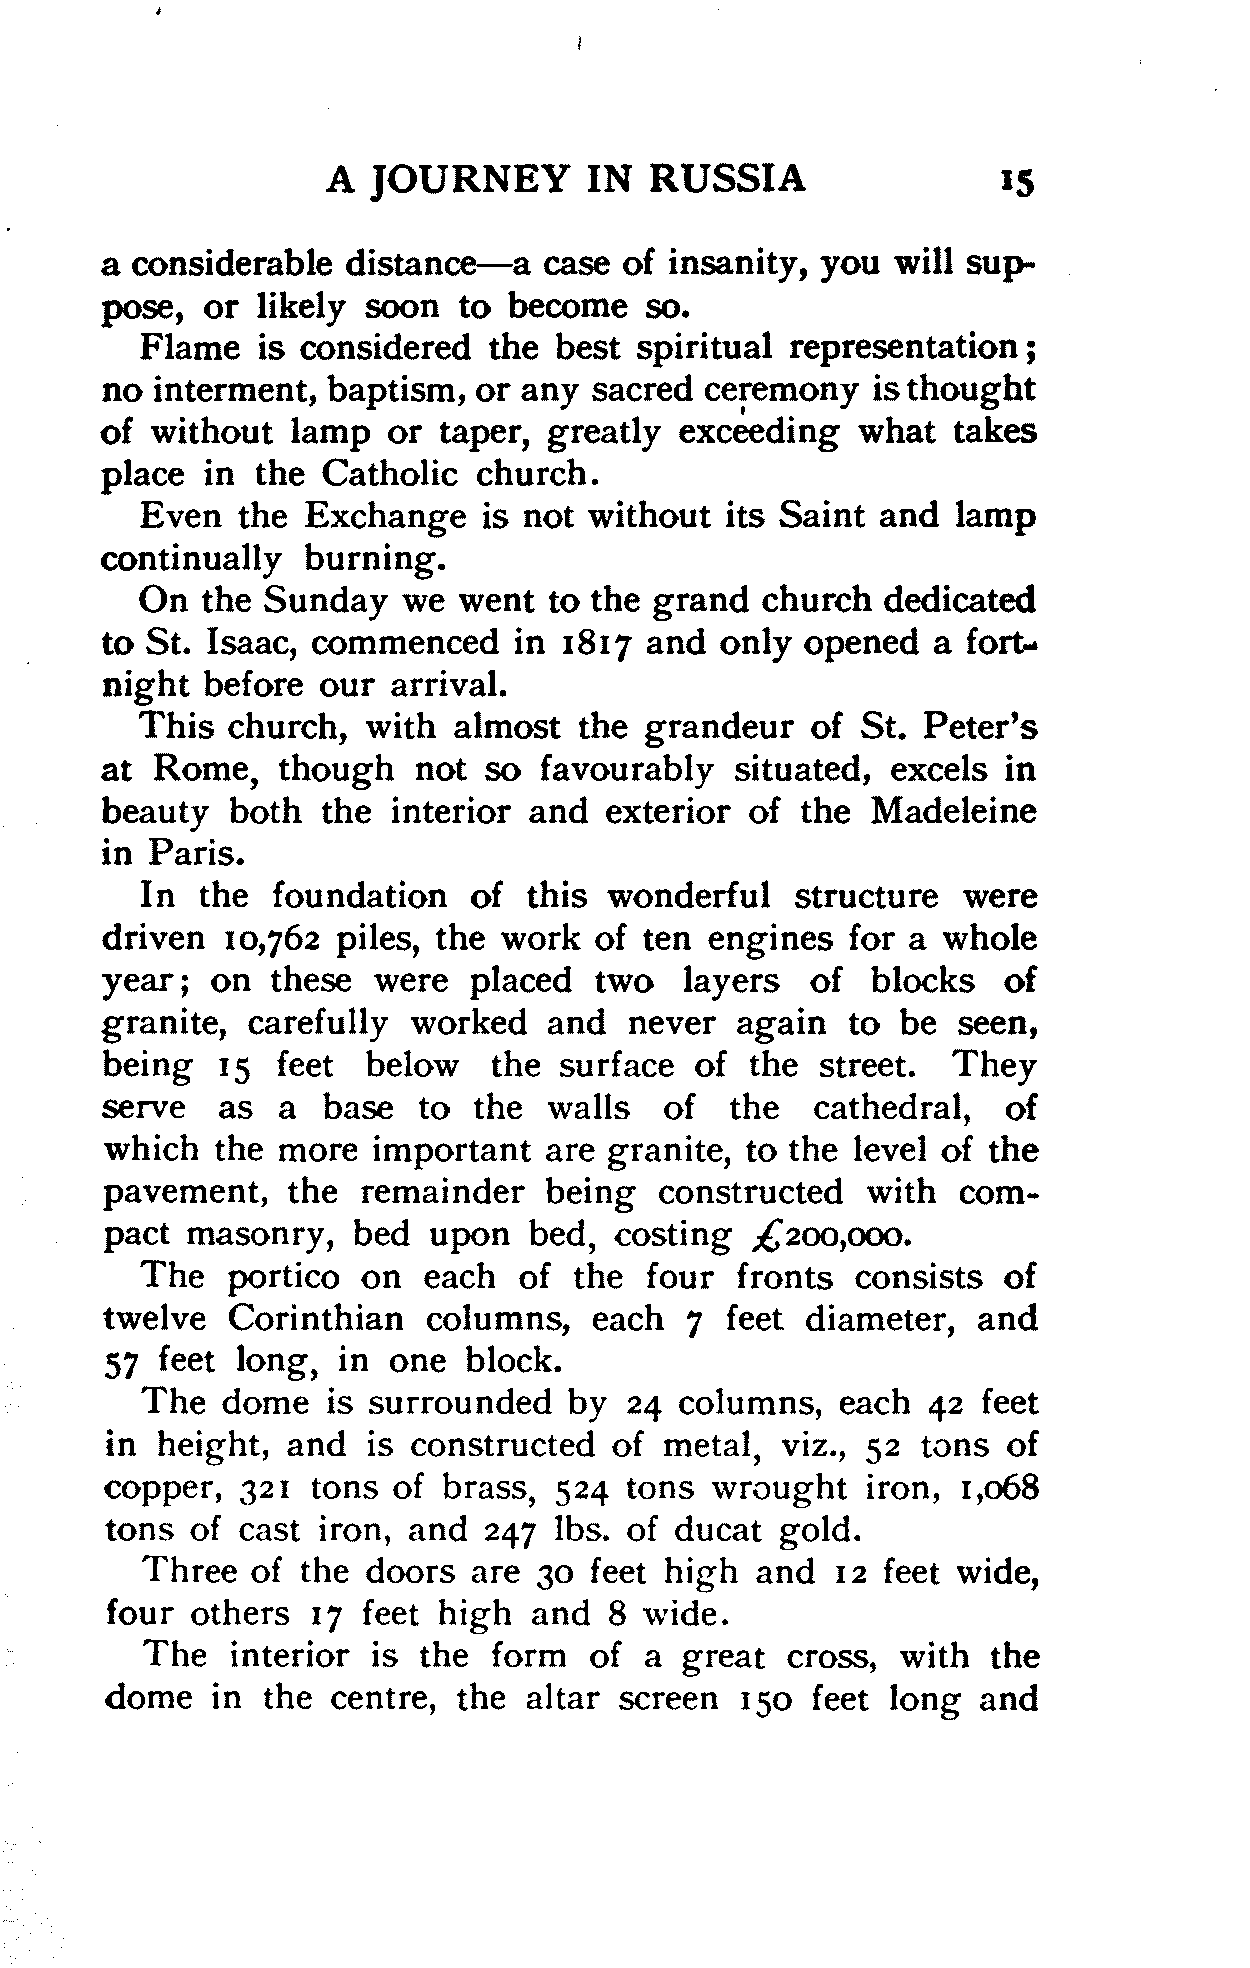 A JOURNEY IN RUSSIA 15
a considerable distance—a case of insanity, you will sup-
pose, or likely soon to become so.
Flame is considered the best spiritual representation;
no interment, baptism, or any sacred ceremony is thought
of without lamp or taper, greatly exceeding what takes
place in the Catholic church.
Even the Exchange is not without its Saint and lamp
continually burning.
On the Sunday we went to the grand church dedicated
to St. Isaac, commenced in 1817 and only opened a fort-
night before our arrival.
This church, with almost the grandeur of St. Peter's
at Rome, though not so favourably situated, excels in
beauty both the interior and exterior of the Madeleine
in Paris.
In the foundation of this wonderful structure were
driven 10,762 piles, the work of ten engines for a whole
year; on these were placed two layers of blocks of
granite, carefully worked and never again to be seen,
being 15 feet below the surface of the street. They
serve as a base to the walls of the cathedral, of
which the more important are granite, to the level of the
pavement, the remainder being constructed with com-
pact masonry, bed upon bed, costing £200,000.
The portico on each of the four fronts consists of
twelve Corinthian columns, each 7 feet diameter, and
57 feet long, in one block.
The dome is surrounded by 24 columns, each 42 feet
in height, and is constructed of metal, viz., 52 tons of
copper, 321 tons of brass, 524 tons wrought iron, 1,068
tons of cast iron, and 247 lbs. of ducat gold.
Three of the doors are 30 feet high and 12 feet wide,
four others 17 feet high and 8 wide.
The interior is the form of a great cross, with the
dome in the centre, the altar screen 150 feet long and